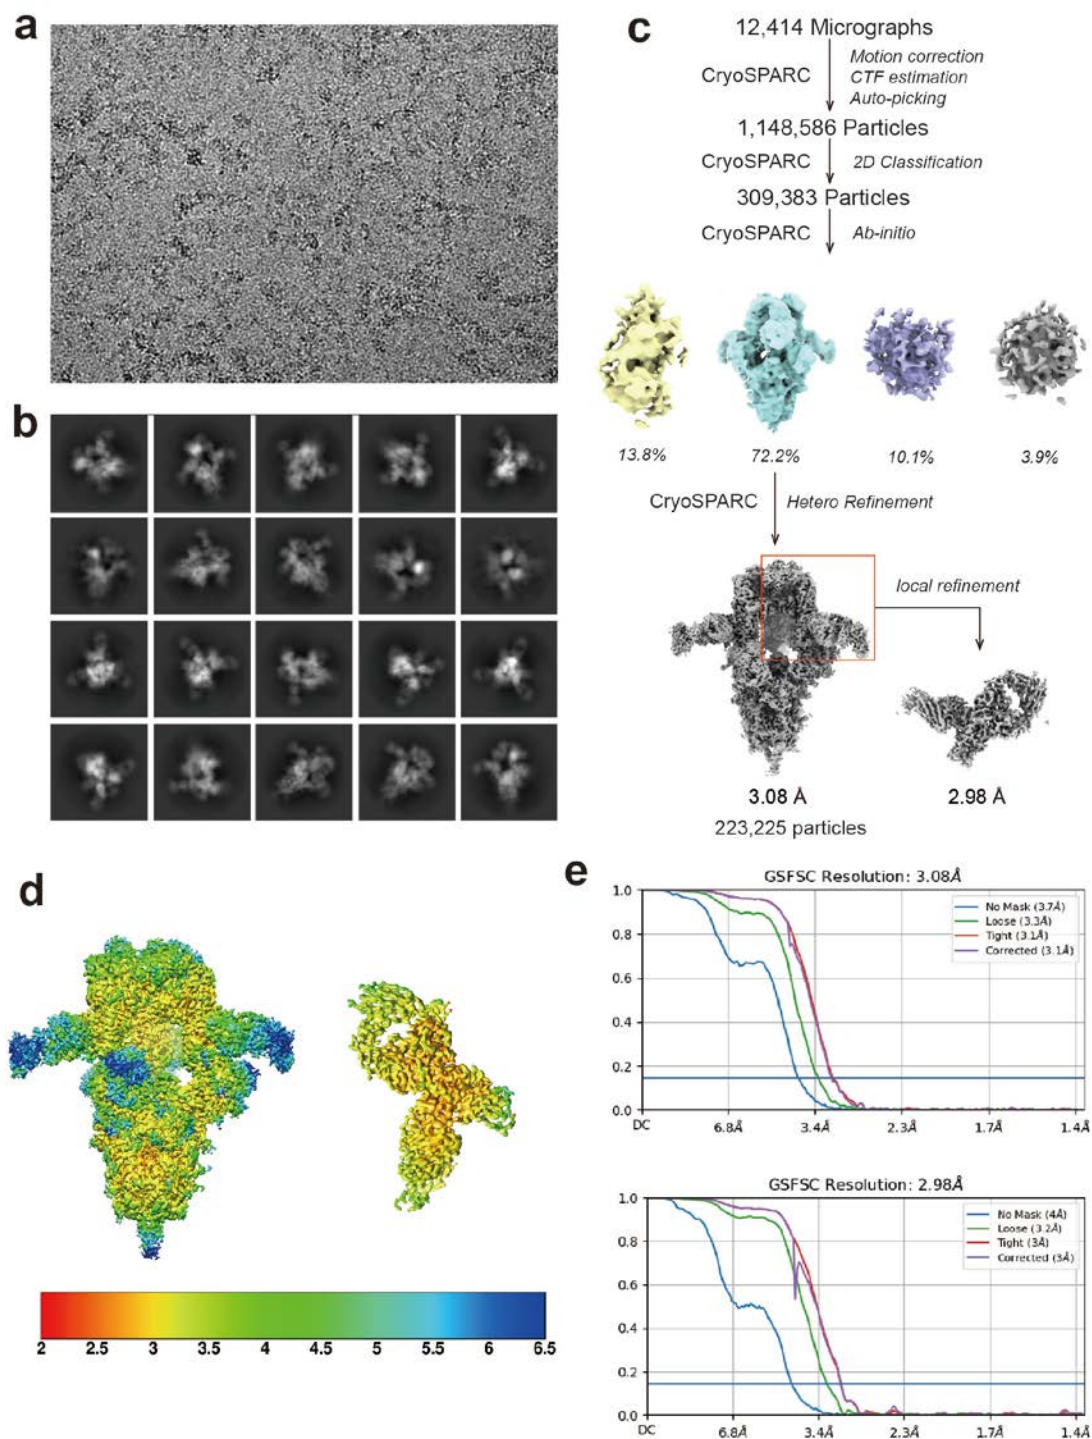 a
b
c
12,414 Micrographs
CryoSPARC
Motion correction
CTF estimation
Auto-picking
1,148,586 Particles
CryoSPARC
2D Classification
309,383 Particles
CryoSPARC
Ab-initio
13.8%
72.2%
10.1%
3.9%
CryoSPARC
Hetero Refinement
local refinement
3.08 Å
2.98 Å
223,225 particles
d
2 2.5 3 3.5 4 4.5 5 5.5 6 6.5
e
GSFSC Resolution: 3.08Å
1.0
0.8
0.6
0.4
0.2
0.0
No Mask (3.7Å)
Loose (3.3Å)
Tight (3.1Å)
Corrected (3.1Å)
DC 6.8Å 3.4Å 2.3Å 1.7Å 1.4Å
GSFSC Resolution: 2.98Å
1.0
0.8
0.6
0.4
0.2
0.0
No Mask (4Å)
Loose (3.2Å)
Tight (3Å)
Corrected (3Å)
DC 6.8Å 3.4Å 2.3Å 1.7Å 1.4Å